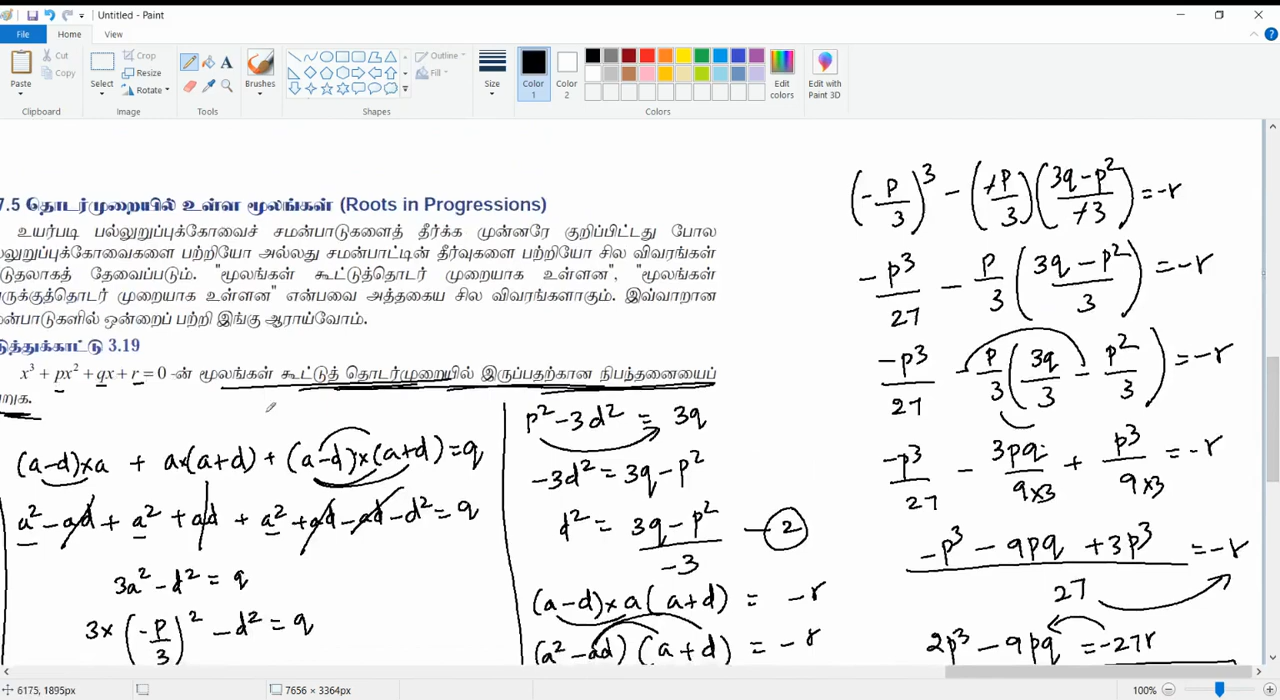 Untitled - Paint
File
Home
View
Paste
Cut
Copy
Clipboard
Select
Crop
Resize
Rotate
Image
Tools
Brushes
Shapes
Outline
Fill
Size
Color 1
Color 2
Colors
Edit colors
Edit with Paint 3D
7.5 தொடர்முறையில் உள்ள மூலங்கள் (Roots in Progressions)
உயர்படி பல்லுறுப்புக்கோவைச் சமன்பாடுகளைத் தீர்க்க முன்னரே குறிப்பிட்டது போல
ல்லுறுப்புக்கோவைகளை பற்றியோ அல்லது சமன்பாட்டின் தீர்வுகளை பற்றியோ சில விவரங்கள்
டுதலாகத் தேவைப்படும். "மூலங்கள் கூட்டுத்தொடர் முறையாக உள்ளன", "மூலங்கள்
ருக்குத்தொடர் முறையாக உள்ளன" என்பவை அத்தகைய சில விவரங்களாகும். இவ்வாறான
மன்பாடுகளில் ஒன்றைப் பற்றி இங்கு ஆராய்வோம்.
டுத்துக்காட்டு 3.19
x³ + px² + qx + r = 0 -ன் மூலங்கள் கூட்டுத் தொடர்முறையில் இருப்பதற்கான நிபந்தனையைப்
றுக.
(a-d)xa + ax(a+d) + (a-d)x(a+d) = q
a² - ad + a² + ad + a² + ad - ad - d² = q
3a² - d² = q
3x(-p/3)² - d² = q
p² - 3d² = 3q
-3d² = 3q - p²
d² = (3q - p²)/-3 — 2
(a-d)xa(a+d) = -r
(a² - ad)(a+d) = -r
(-p/3)³ - (+p/3)((3q-p²)/+3) = -r
-p³/27 - p/3((3q - p²)/3) = -r
-p³/27 - p/3(3q/3 - p²/3) = -r
-p³/27 - 3pq/9x3 + p³/9x3 = -r
(-p³ - 9pq + 3p³)/27 = -r
2p³ - 9pq = -27r
6175, 1895px
7656 × 3364px
100%